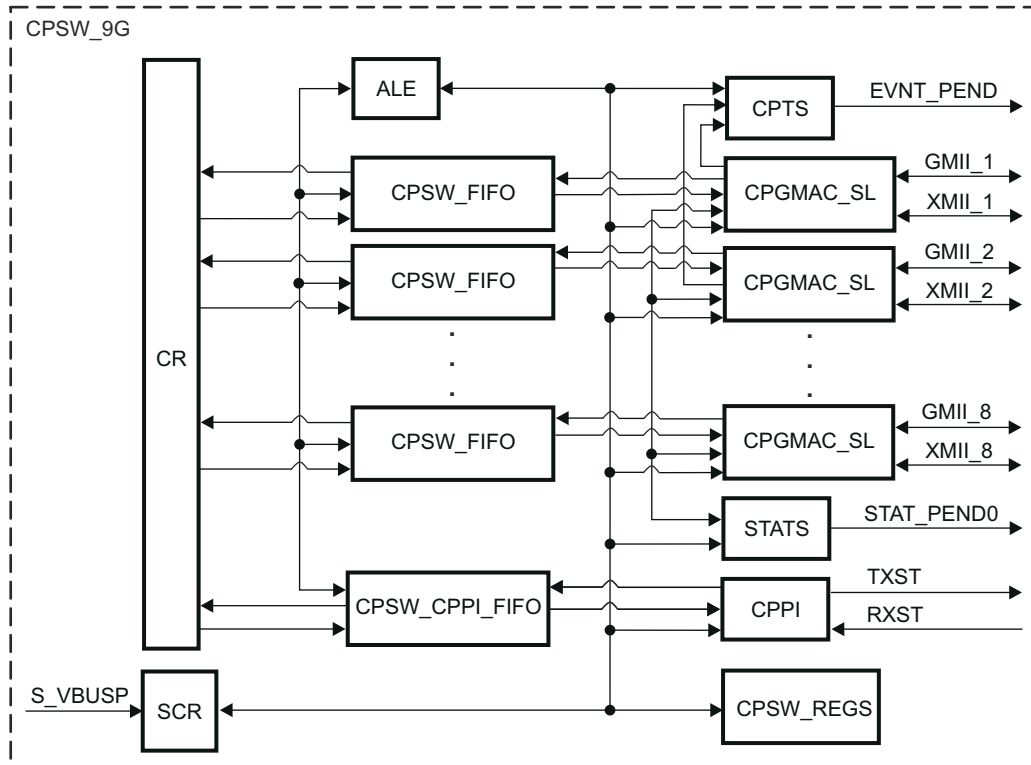 CPSW_9G
ALE
CPTS
EVNT_PEND
CPSW_FIFO
CPGMAC_SL
GMII_1
XMII_1
CPSW_FIFO
CPGMAC_SL
GMII_2
XMII_2
CR
CPSW_FIFO
CPGMAC_SL
GMII_8
XMII_8
STATS
STAT_PEND0
CPSW_CPPI_FIFO
CPPI
TXST
RXST
S_VBUSP
SCR
CPSW_REGS